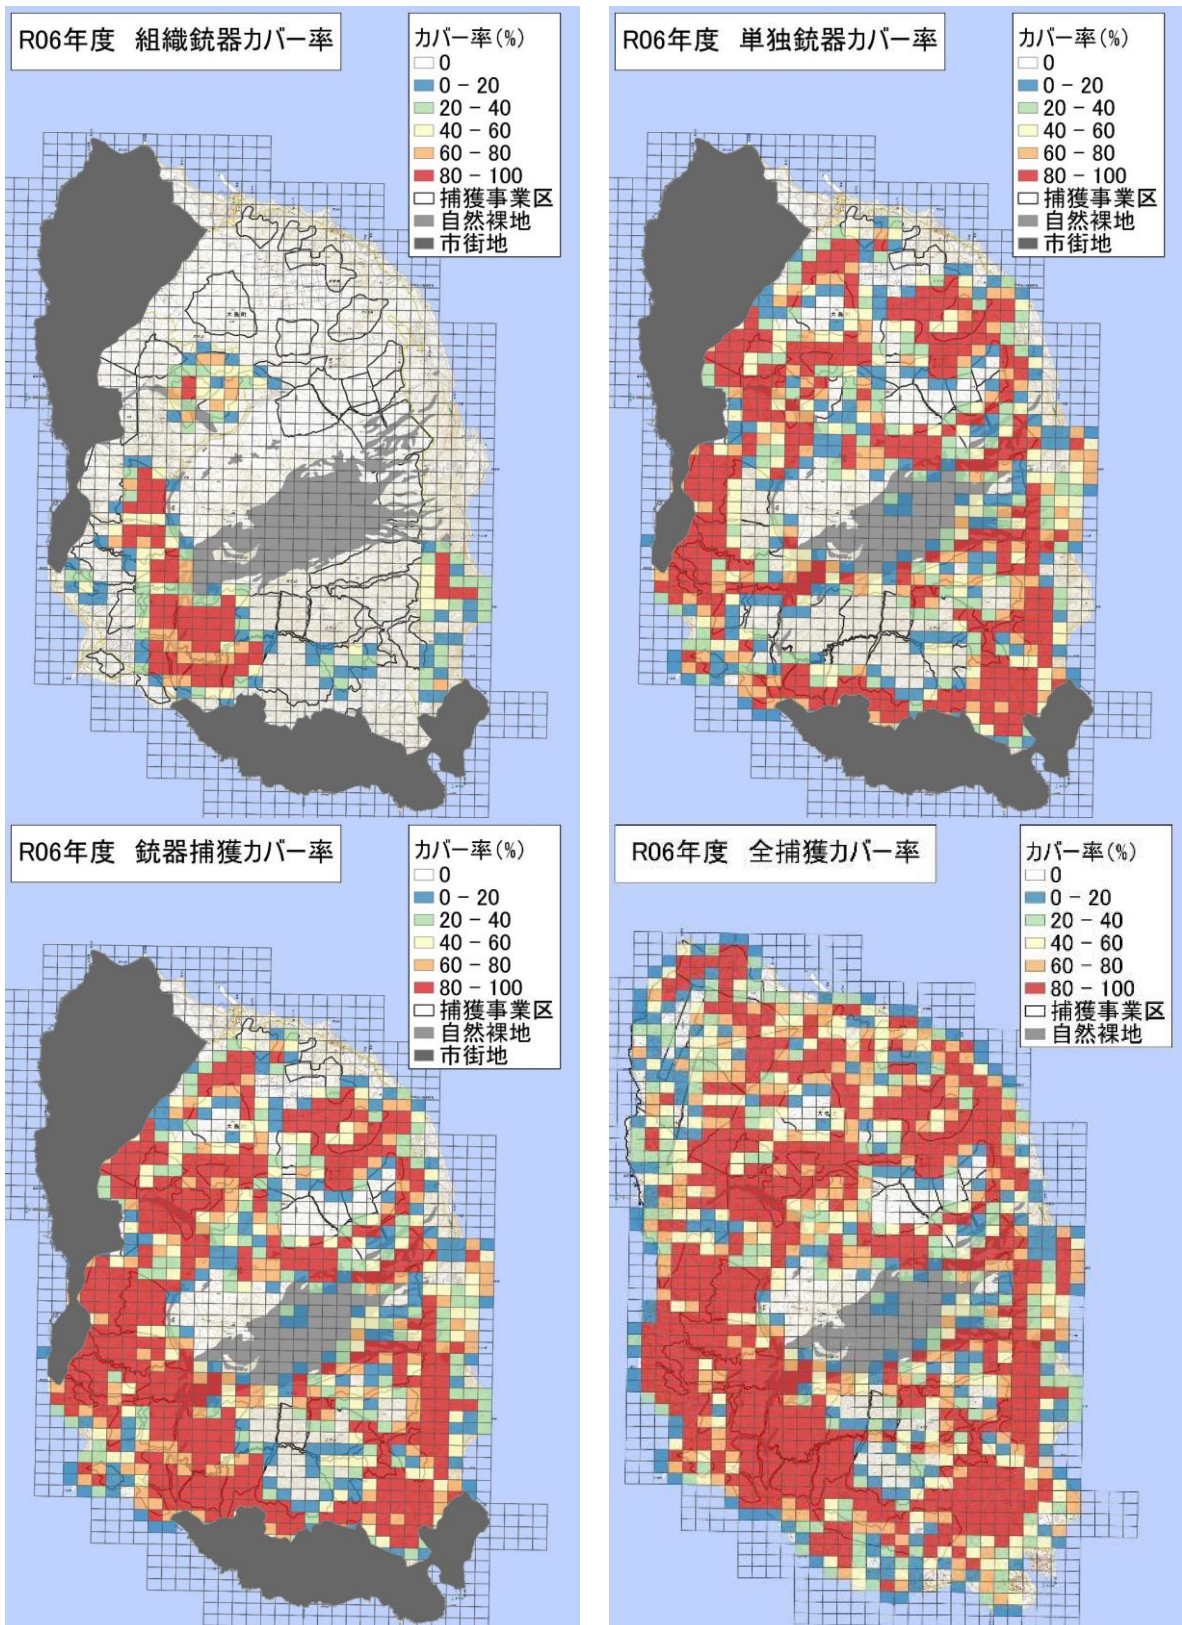 R06年度 組織銃器カバー率
カバー率(%)
0
0 - 20
20 - 40
40 - 60
60 - 80
80 - 100
捕獲事業区
自然裸地
市街地
R06年度 単独銃器カバー率
カバー率(%)
0
0 - 20
20 - 40
40 - 60
60 - 80
80 - 100
捕獲事業区
自然裸地
市街地
R06年度 銃器捕獲カバー率
カバー率(%)
0
0 - 20
20 - 40
40 - 60
60 - 80
80 - 100
捕獲事業区
自然裸地
市街地
R06年度 全捕獲カバー率
カバー率(%)
0
0 - 20
20 - 40
40 - 60
60 - 80
80 - 100
捕獲事業区
自然裸地